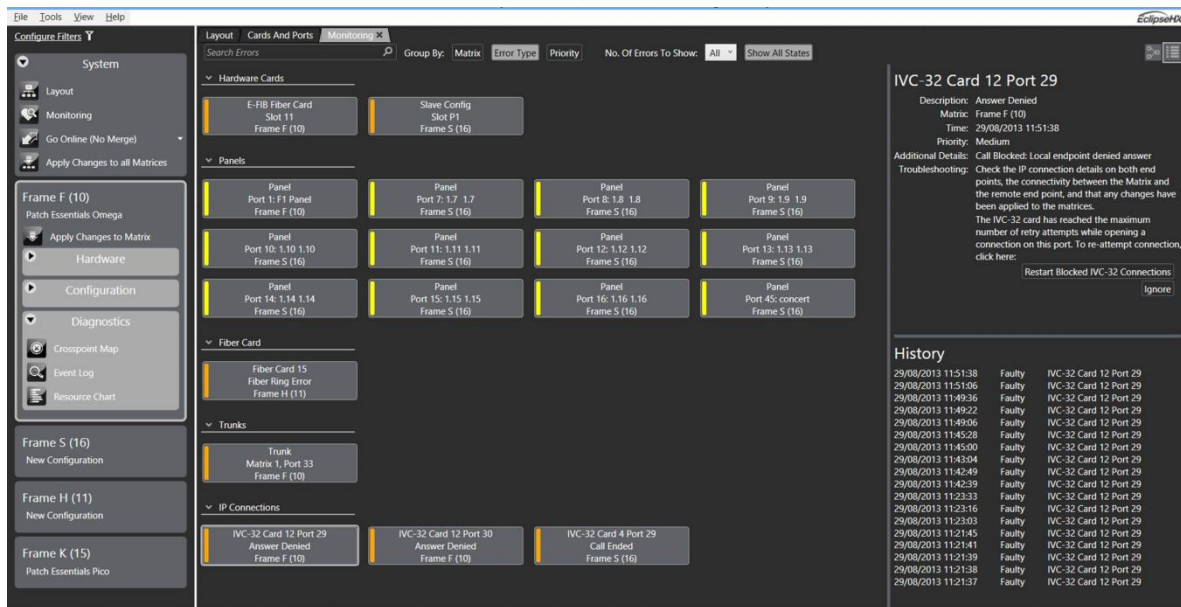 File Tools View Help
EclipseHX
Configure Filters
System
Layout
Monitoring
Go Online (No Merge)
Apply Changes to all Matrices
Frame F (10)
Patch Essentials Omega
Apply Changes to Matrix
Hardware
Configuration
Diagnostics
Crosspoint Map
Event Log
Resource Chart
Frame S (16)
New Configuration
Frame H (11)
New Configuration
Frame K (15)
Patch Essentials Pico
Layout Cards And Ports Monitoring
Search Errors Group By: Matrix Error Type Priority No. Of Errors To Show: All Show All States
Hardware Cards
E-FIB Fiber Card
Slot 11
Frame F (10)
Slave Config
Slot P1
Frame S (16)
Panels
Panel
Port 1: F1 Panel
Frame F (10)
Panel
Port 7: 1.7 1.7
Frame S (16)
Panel
Port 8: 1.8 1.8
Frame S (16)
Panel
Port 9: 1.9 1.9
Frame S (16)
Panel
Port 10: 1.10 1.10
Frame S (16)
Panel
Port 11: 1.11 1.11
Frame S (16)
Panel
Port 12: 1.12 1.12
Frame S (16)
Panel
Port 13: 1.13 1.13
Frame S (16)
Panel
Port 14: 1.14 1.14
Frame S (16)
Panel
Port 15: 1.15 1.15
Frame S (16)
Panel
Port 16: 1.16 1.16
Frame S (16)
Panel
Port 45: concert
Frame S (16)
Fiber Card
Fiber Card 15
Fiber Ring Error
Frame H (11)
Trunks
Trunk
Matrix 1, Port 33
Frame F (10)
IP Connections
IVC-32 Card 12 Port 29
Answer Denied
Frame F (10)
IVC-32 Card 12 Port 30
Answer Denied
Frame F (10)
IVC-32 Card 4 Port 29
Call Ended
Frame S (16)
IVC-32 Card 12 Port 29
Description: Answer Denied
Matrix: Frame F (10)
Time: 29/08/2013 11:51:38
Priority: Medium
Additional Details: Call Blocked: Local endpoint denied answer
Troubleshooting: Check the IP connection details on both end
points, the connectivity between the Matrix and
the remote end point, and that any changes have
been applied to the matrices.
The IVC-32 card has reached the maximum
number of retry attempts while opening a
connection on this port. To re-attempt connection,
click here:
Restart Blocked IVC-32 Connections
Ignore
History
29/08/2013 11:51:38 Faulty IVC-32 Card 12 Port 29
29/08/2013 11:51:06 Faulty IVC-32 Card 12 Port 29
29/08/2013 11:49:36 Faulty IVC-32 Card 12 Port 29
29/08/2013 11:49:22 Faulty IVC-32 Card 12 Port 29
29/08/2013 11:49:06 Faulty IVC-32 Card 12 Port 29
29/08/2013 11:45:28 Faulty IVC-32 Card 12 Port 29
29/08/2013 11:45:00 Faulty IVC-32 Card 12 Port 29
29/08/2013 11:43:04 Faulty IVC-32 Card 12 Port 29
29/08/2013 11:42:49 Faulty IVC-32 Card 12 Port 29
29/08/2013 11:42:39 Faulty IVC-32 Card 12 Port 29
29/08/2013 11:23:33 Faulty IVC-32 Card 12 Port 29
29/08/2013 11:23:16 Faulty IVC-32 Card 12 Port 29
29/08/2013 11:23:03 Faulty IVC-32 Card 12 Port 29
29/08/2013 11:21:45 Faulty IVC-32 Card 12 Port 29
29/08/2013 11:21:41 Faulty IVC-32 Card 12 Port 29
29/08/2013 11:21:39 Faulty IVC-32 Card 12 Port 29
29/08/2013 11:21:38 Faulty IVC-32 Card 12 Port 29
29/08/2013 11:21:37 Faulty IVC-32 Card 12 Port 29